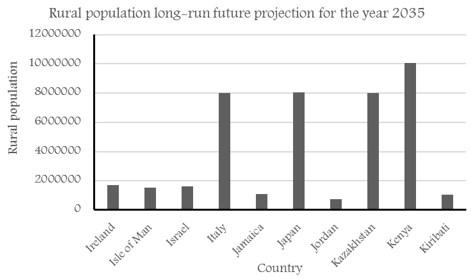 Rural population long-run future projection for the year 2035
12000000
10000000
8000000
6000000
4000000
2000000
0
Rural population
Ireland
Isle of Man
Israel
Italy
Jamaica
Japan
Jordan
Kazakhstan
Kenya
Kiribati
Country